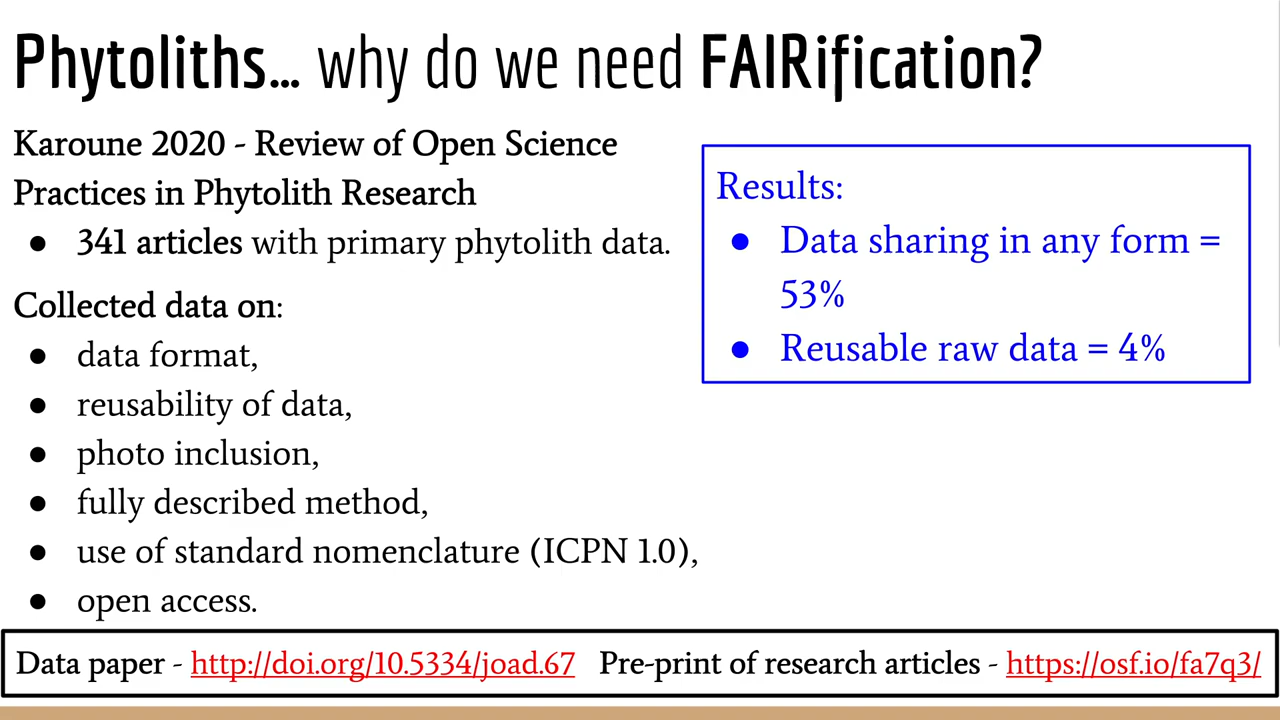 Phytoliths... why do we need FAIRification?
Karoune 2020 - Review of Open Science
Practices in Phytolith Research
● 341 articles with primary phytolith data.
Collected data on:
● data format,
● reusability of data,
● photo inclusion,
● fully described method,
● use of standard nomenclature (ICPN 1.0),
● open access.
Results:
● Data sharing in any form =
53%
● Reusable raw data = 4%
Data paper - http://doi.org/10.5334/joad.67 Pre-print of research articles - https://osf.io/fa7q3/